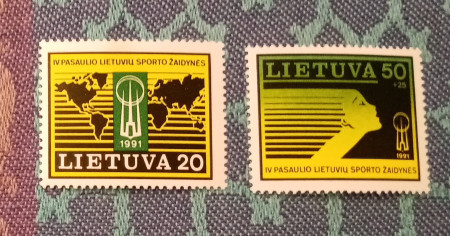 IV PASAULIO LIETUVIŲ SPORTO ŽAIDYNĖS
1991
LIETUVA 20
LIETUVA 50
+25
1991
IV PASAULIO LIETUVIŲ SPORTO ŽAIDYNĖS